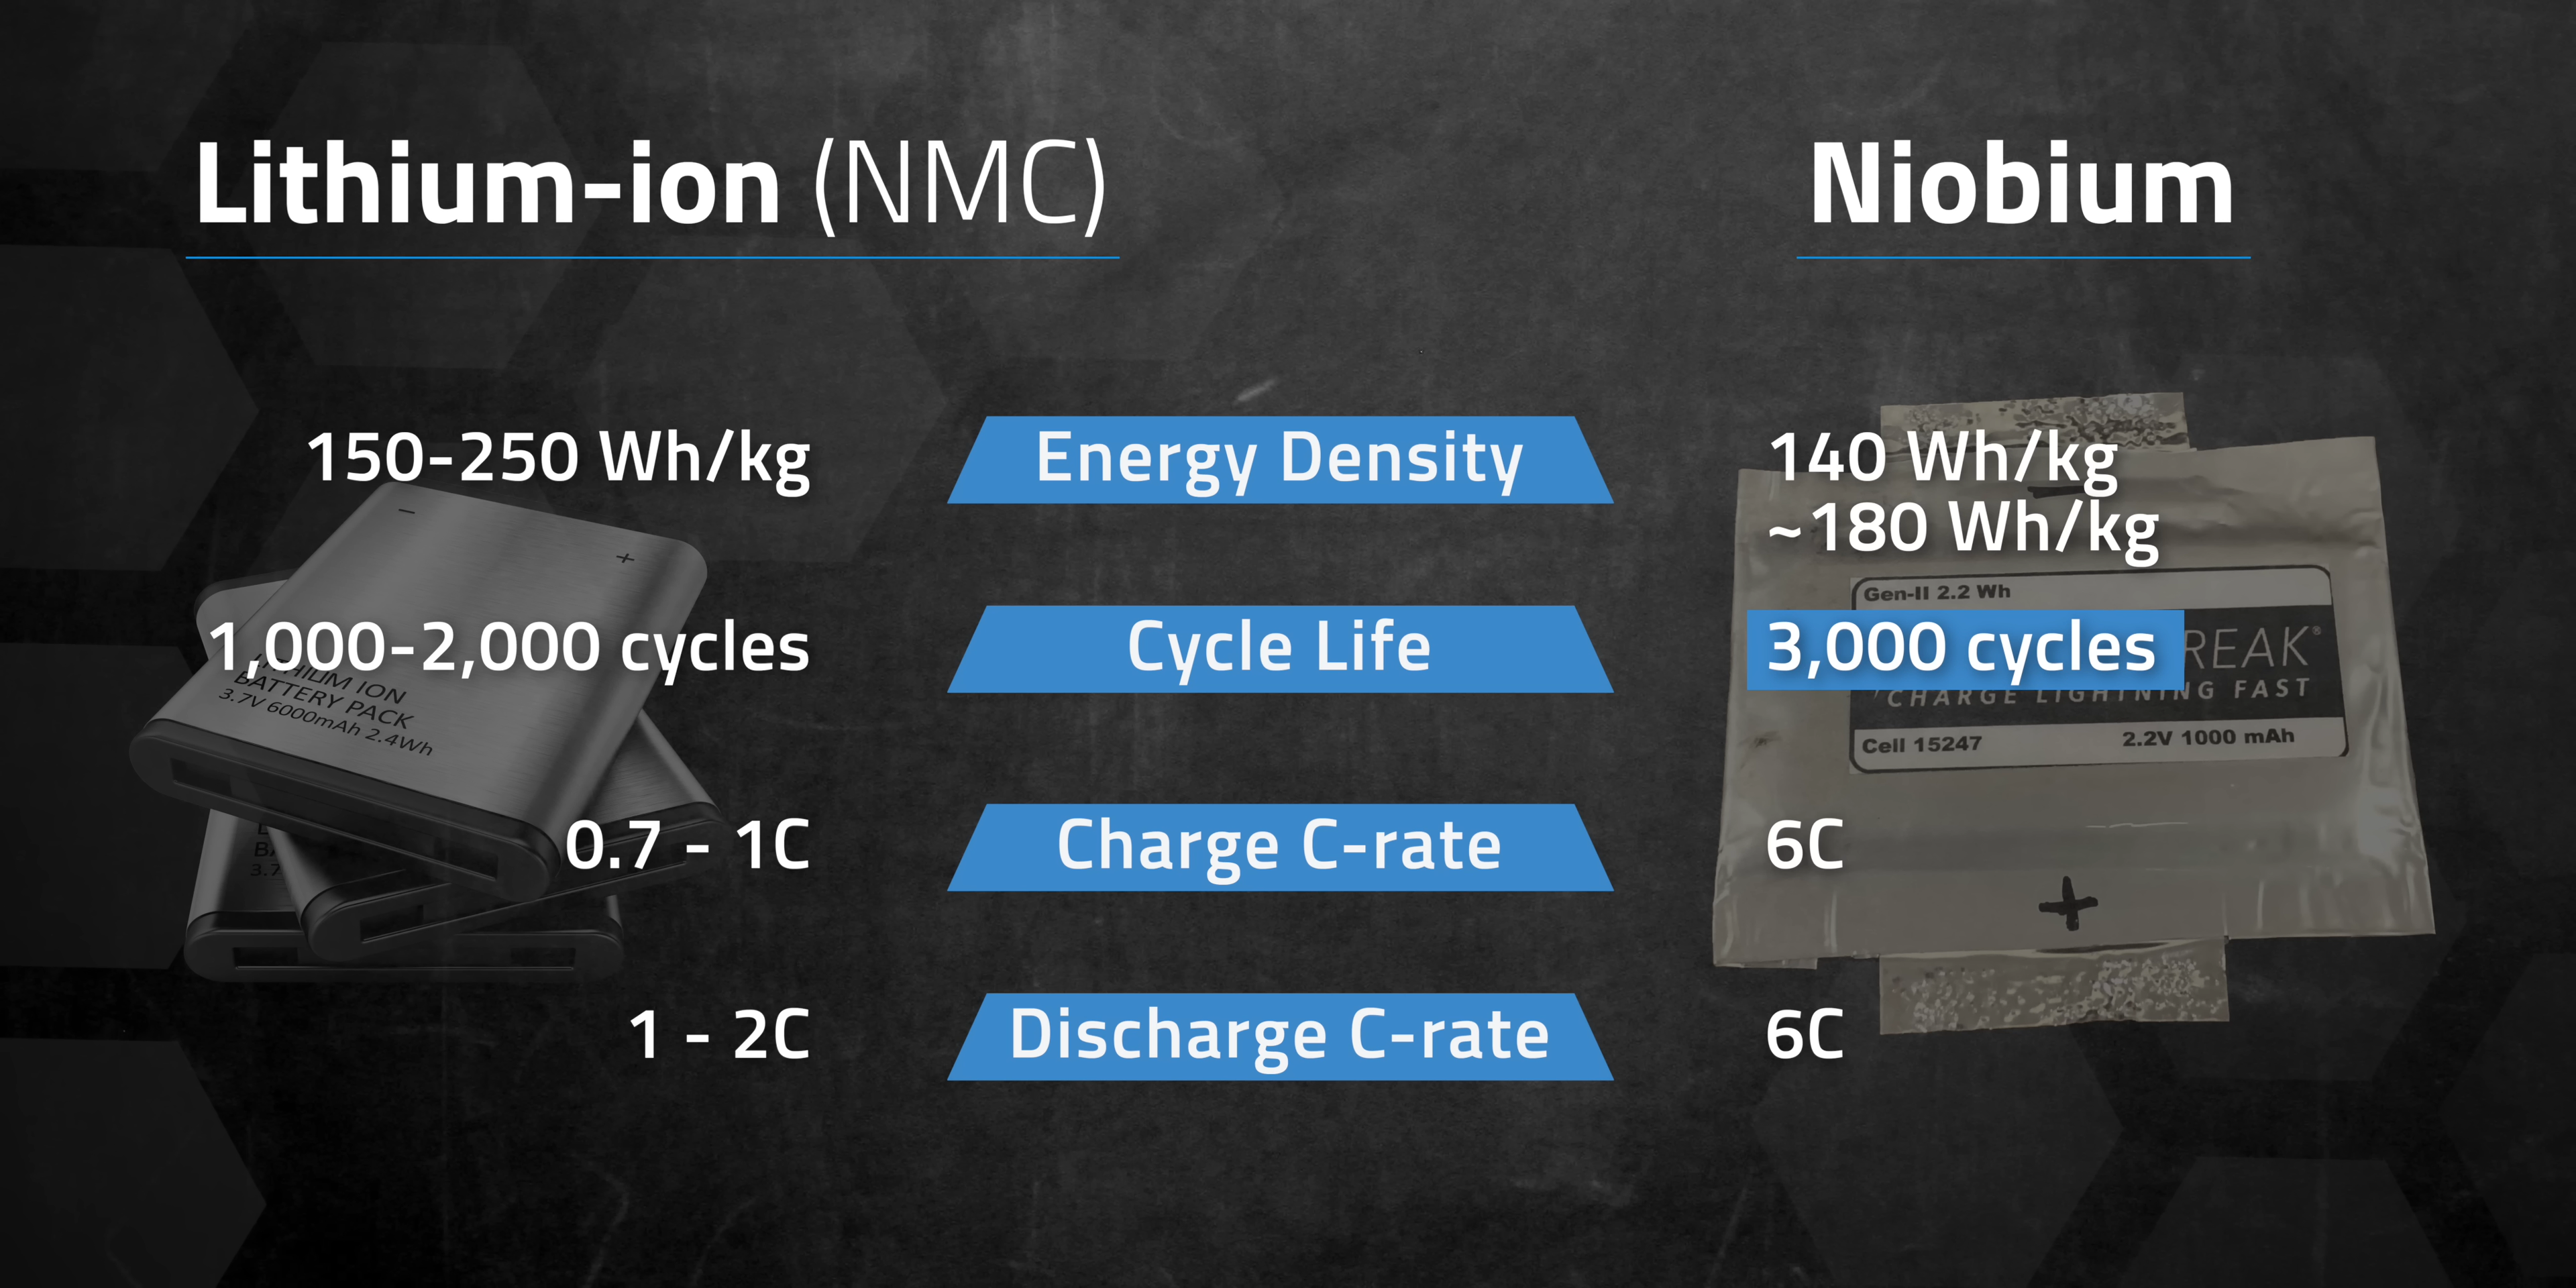 Lithium-ion (NMC)
Niobium
150-250 Wh/kg
Energy Density
140 Wh/kg
~180 Wh/kg
1,000-2,000 cycles
Cycle Life
3,000 cycles
0.7 - 1C
Charge C-rate
6C
1 - 2C
Discharge C-rate
6C
- +
ION
BATTERY PACK
3.7V 6000mAh 2.4Wh
3.7
Gen-II 2.2 Wh
REAK®
CHARGE LIGHTNING FAST
Cell 15247 2.2V 1000 mAh
+